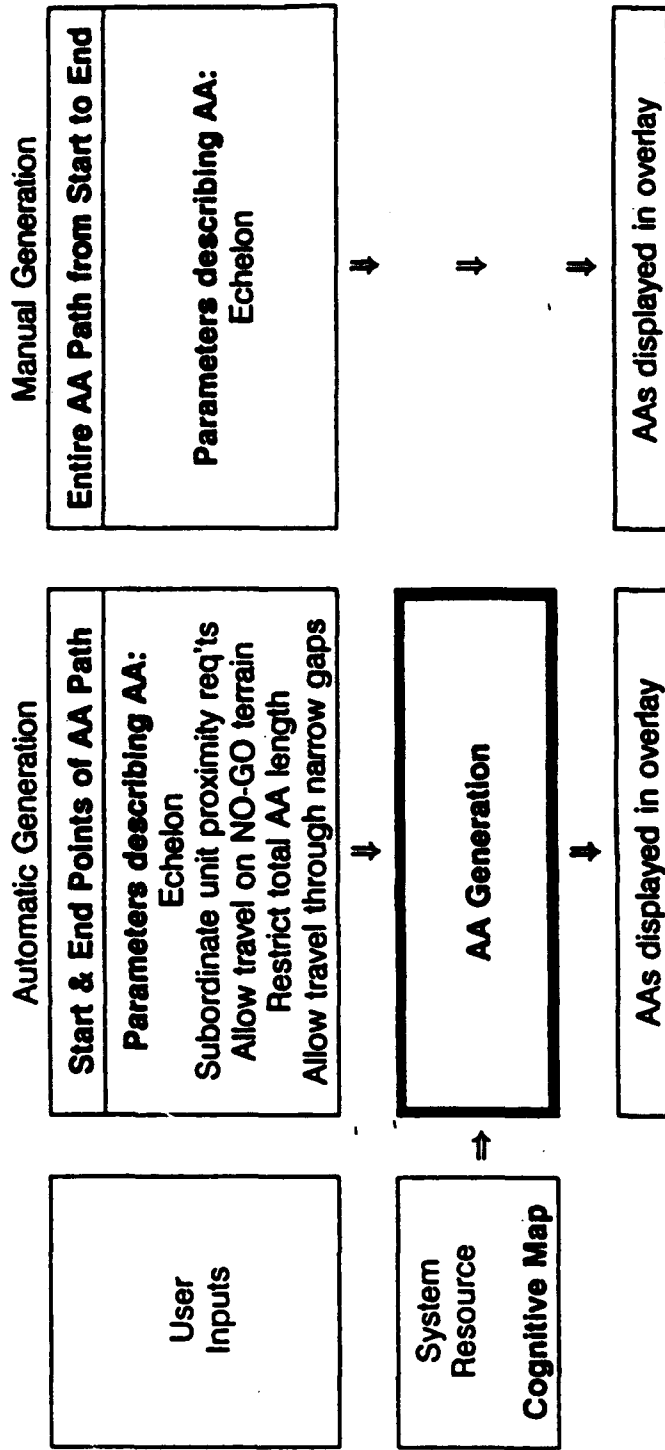 Automatic Generation
Manual Generation
User
Inputs
Start & End Points of AA Path
Parameters describing AA:
Echelon
Subordinate unit proximity req'ts
Allow travel on NO-GO terrain
Restrict total AA length
Allow travel through narrow gaps
Entire AA Path from Start to End
Parameters describing AA:
Echelon
⇓
⇓
System
Resource
Cognitive Map
⇒
AA Generation
⇓
⇓
⇓
AAs displayed in overlay
AAs displayed in overlay